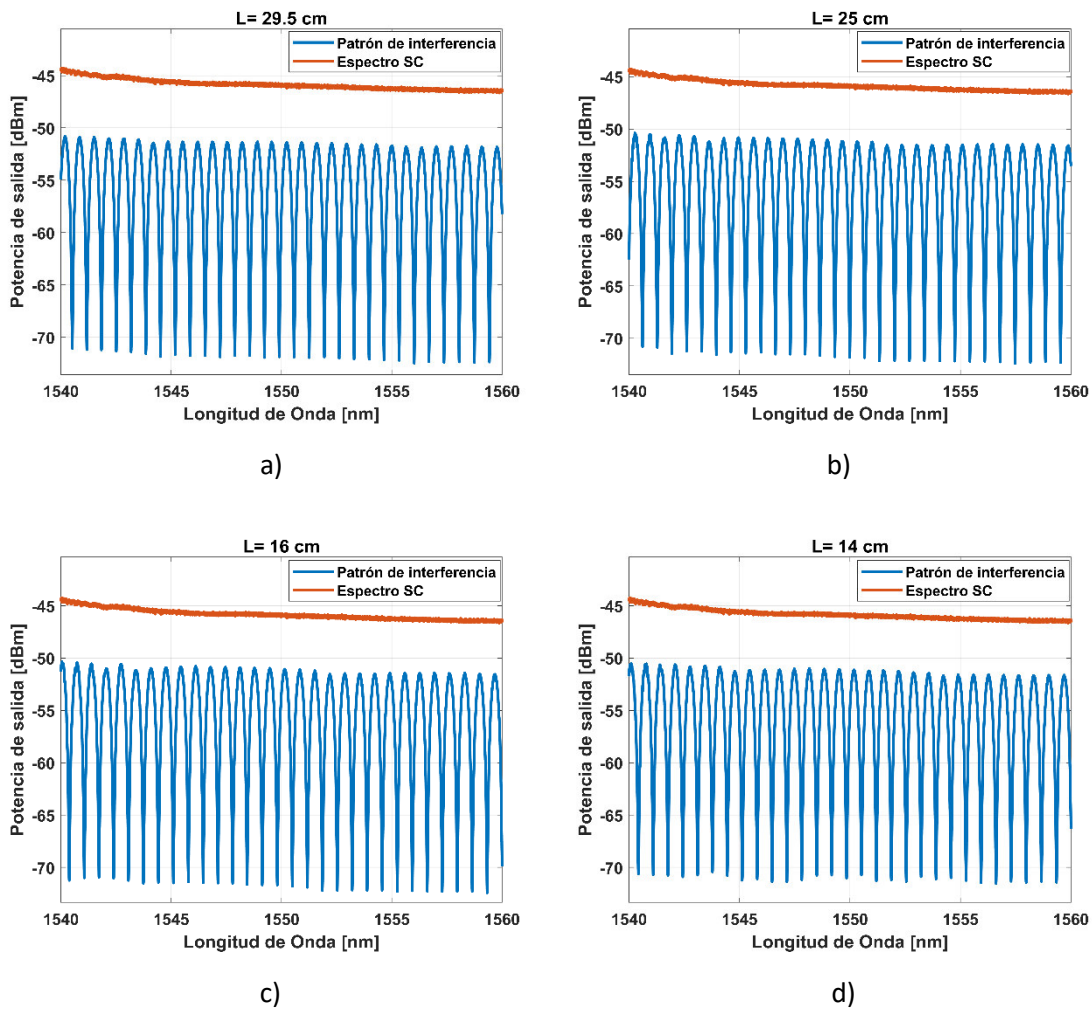 L= 29.5 cm
Patrón de interferencia
Espectro SC
Potencia de salida [dBm]
-45
-50
-55
-60
-65
-70
1540 1545 1550 1555 1560
Longitud de Onda [nm]
a)
L= 25 cm
Patrón de interferencia
Espectro SC
Potencia de salida [dBm]
-45
-50
-55
-60
-65
-70
1540 1545 1550 1555 1560
Longitud de Onda [nm]
b)
L= 16 cm
Patrón de interferencia
Espectro SC
Potencia de salida [dBm]
-45
-50
-55
-60
-65
-70
1540 1545 1550 1555 1560
Longitud de Onda [nm]
c)
L= 14 cm
Patrón de interferencia
Espectro SC
Potencia de salida [dBm]
-45
-50
-55
-60
-65
-70
1540 1545 1550 1555 1560
Longitud de Onda [nm]
d)